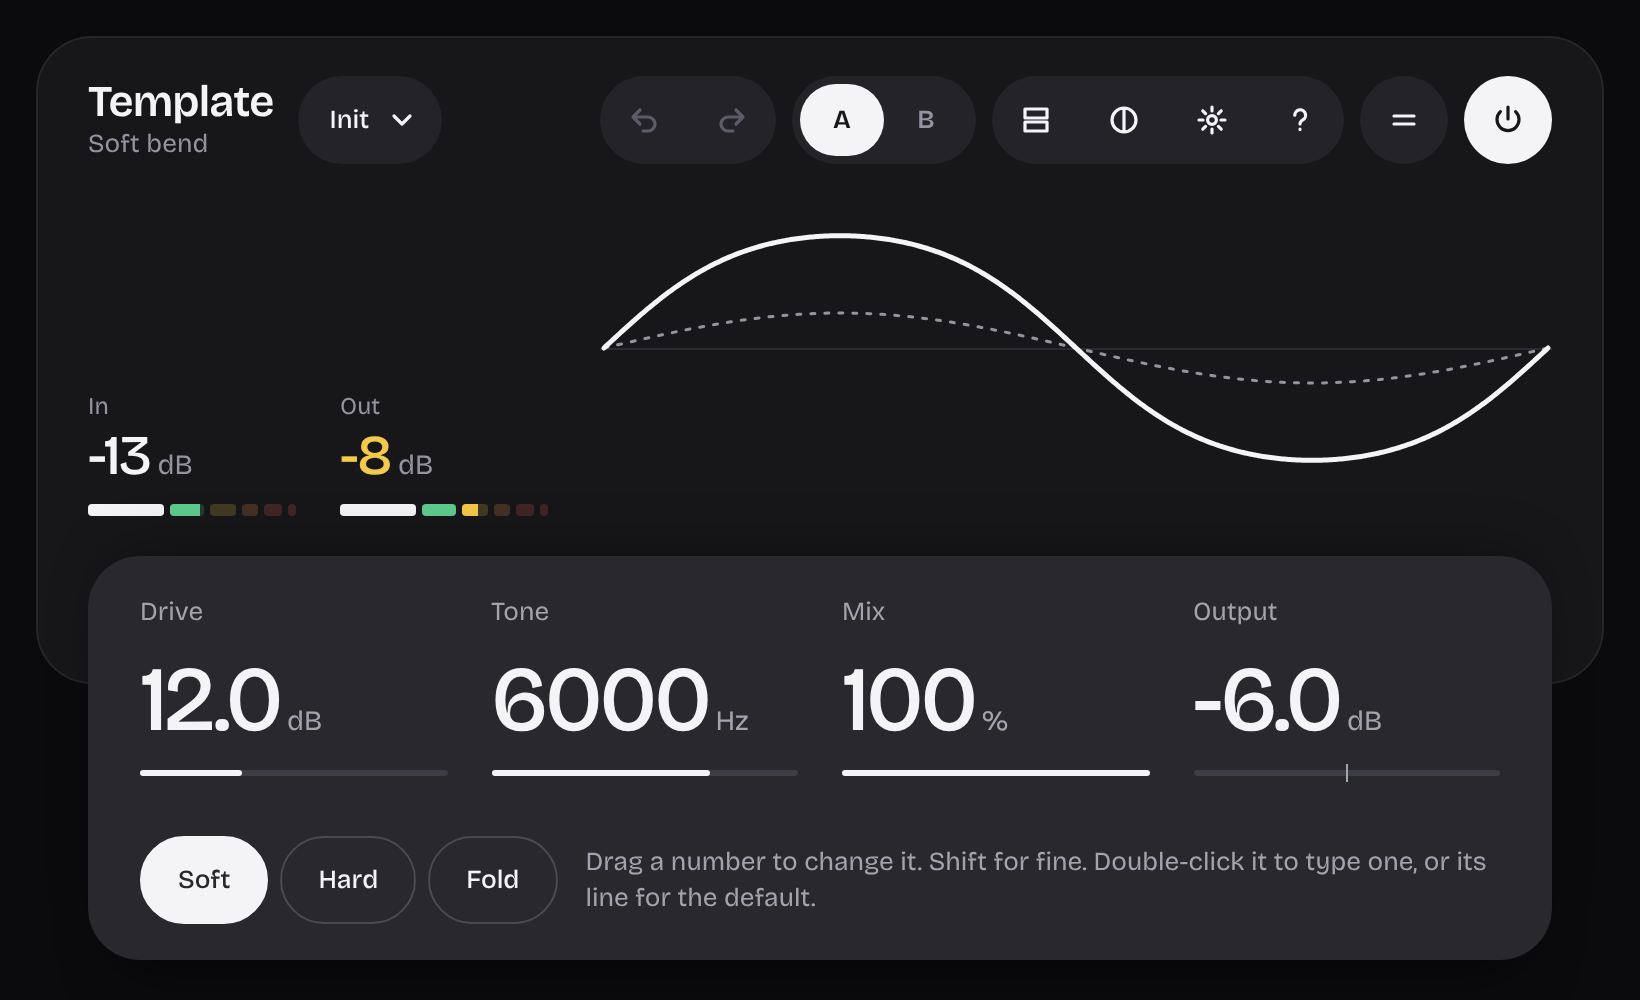 Template
Soft bend
Init
A
B
?
In
Out
-13 dB
-8 dB
Drive
Tone
Mix
Output
12.0 dB
6000 Hz
100 %
-6.0 dB
Soft
Hard
Fold
Drag a number to change it. Shift for fine. Double-click it to type one, or its
line for the default.